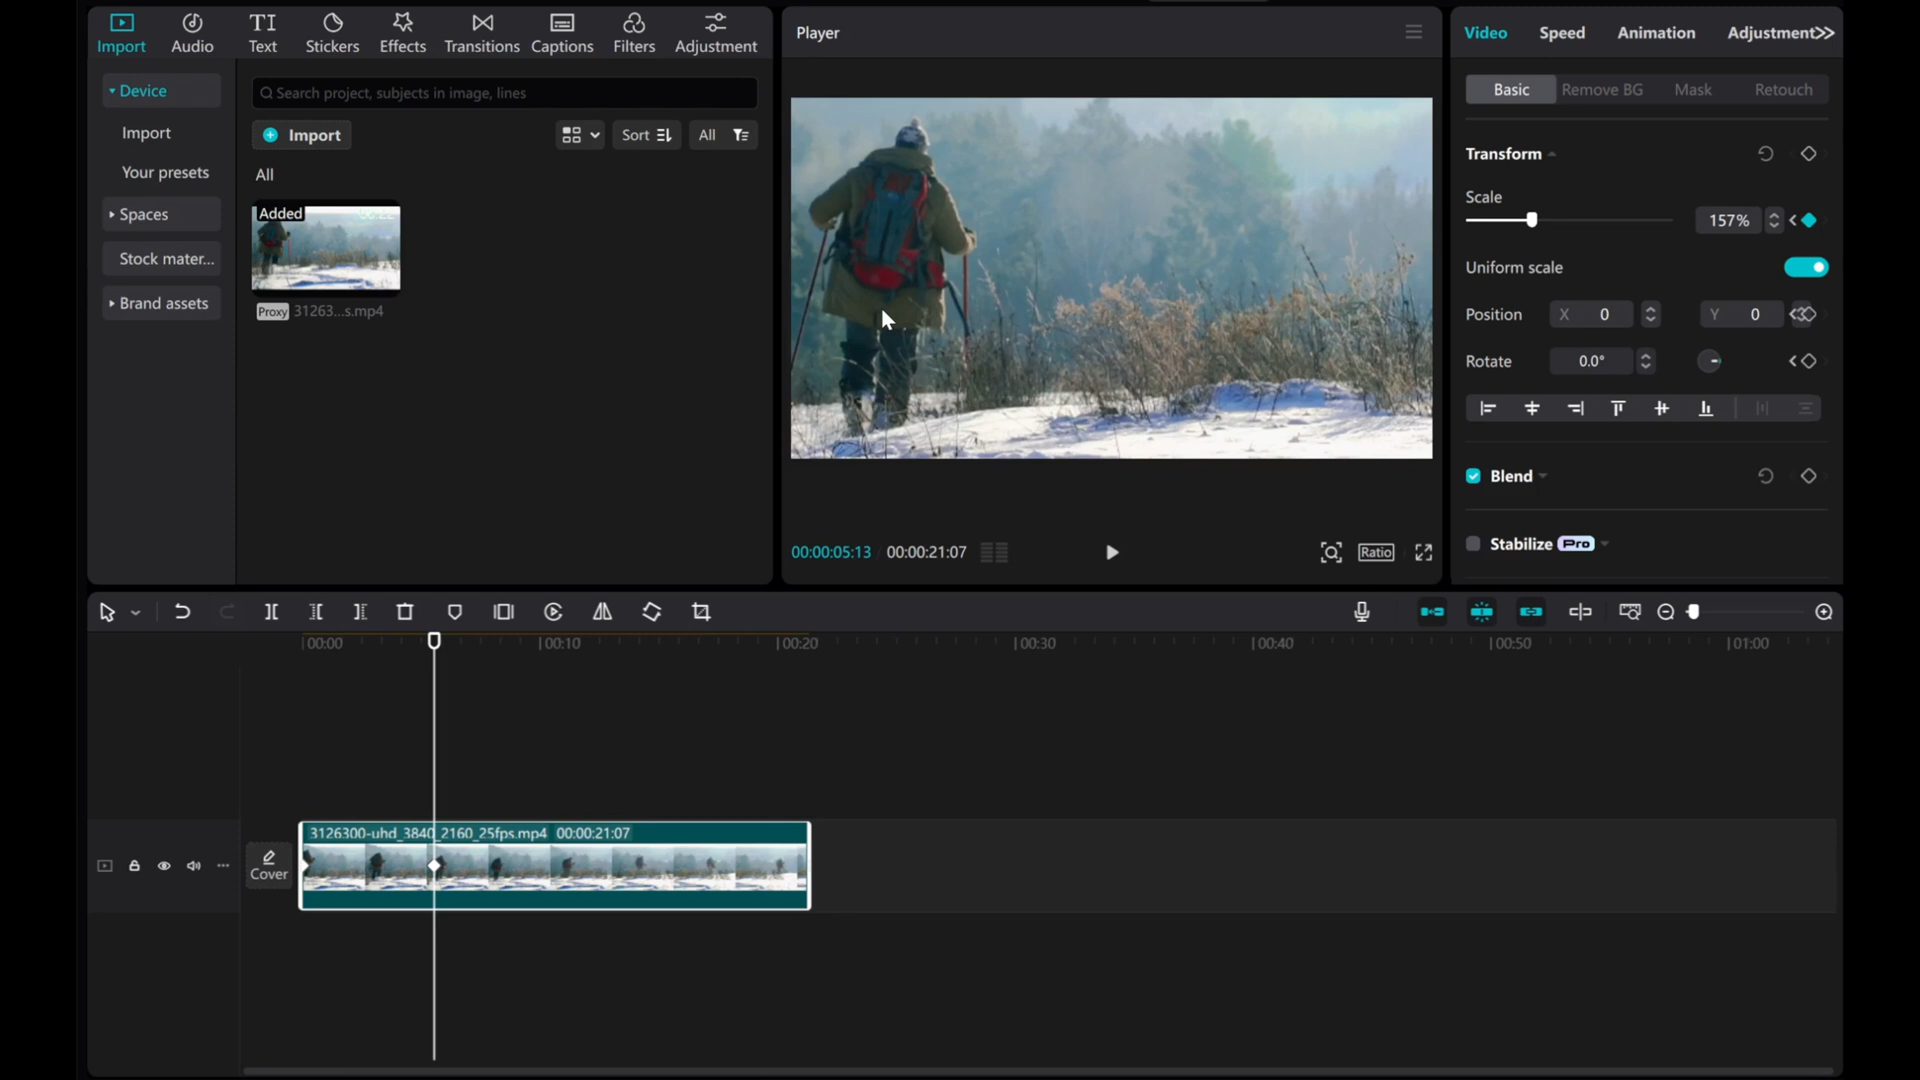 Import
Audio
Text
Stickers
Effects
Transitions
Captions
Filters
Adjustment
Device
Import
Your presets
Spaces
Stock mater...
Brand assets
Search project, subjects in image, lines
Import
Sort
All
All
Added
Proxy 31263...s.mp4
Player
00:00:05:13 00:00:21:07
Ratio
Video Speed Animation Adjustment
Basic Remove BG Mask Retouch
Transform
Scale
157%
Uniform scale
Position X 0 Y 0
Rotate 0.0°
Blend
Stabilize Pro
00:00 00:10 00:20 00:30 00:40 00:50 01:00
3126300-uhd_3840_2160_25fps.mp4 00:00:21:07
Cover